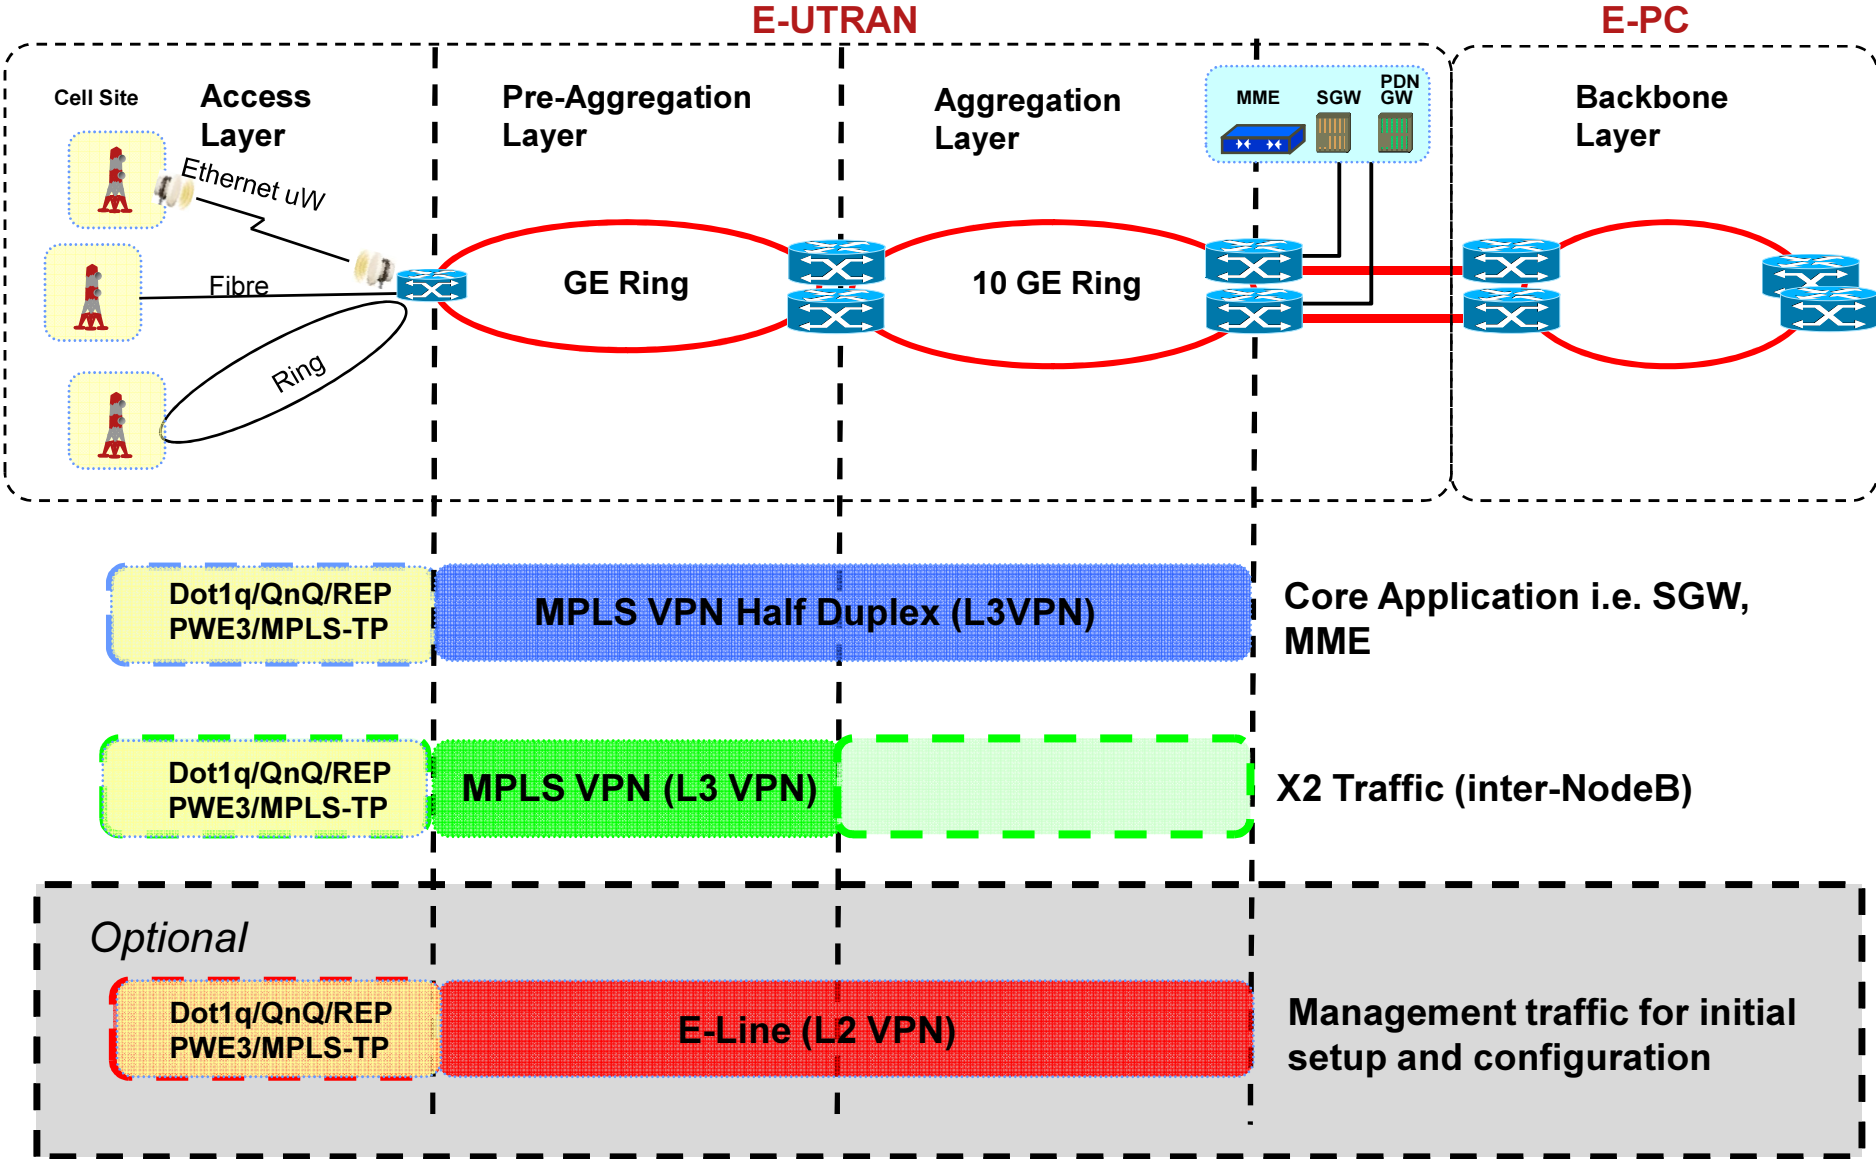 E-UTRAN
E-PC
Cell Site
Access
Layer
Pre-Aggregation
Layer
Aggregation
Layer
MME
SGW
PDN
GW
Backbone
Layer
Ethernet uW
Fibre
Ring
GE Ring
10 GE Ring
Dot1q/QnQ/REP
PWE3/MPLS-TP
MPLS VPN Half Duplex (L3VPN)
Core Application i.e. SGW,
MME
Dot1q/QnQ/REP
PWE3/MPLS-TP
MPLS VPN (L3 VPN)
X2 Traffic (inter-NodeB)
Optional
Dot1q/QnQ/REP
PWE3/MPLS-TP
E-Line (L2 VPN)
Management traffic for initial
setup and configuration